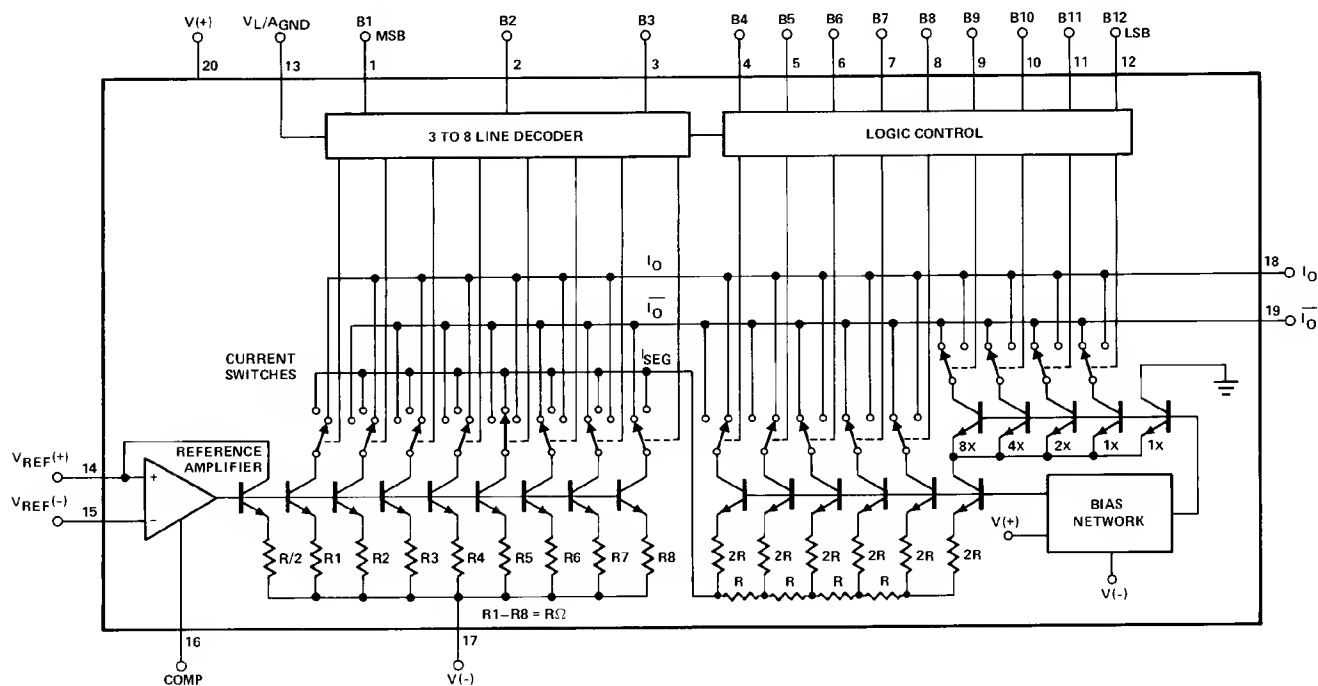 V(+)
VL/AGND
B1
MSB
B2
B3
B4
B5
B6
B7
B8
B9
B10
B11
B12
LSB
20
13
1
2
3
4
5
6
7
8
9
10
11
12
3 TO 8 LINE DECODER
LOGIC CONTROL
IO
18
IO
I̅O̅
19
I̅O̅
CURRENT
SWITCHES
ISEG
8x
4x
2x
1x
1x
REFERENCE
AMPLIFIER
VREF(+)
14
+
VREF(-)
15
−
BIAS
NETWORK
V(+)
V(-)
R/2
R1
R2
R3
R4
R5
R6
R7
R8
2R
2R
2R
2R
2R
2R
R
R
R
R
R1–R8 = RΩ
16
17
COMP
V(-)